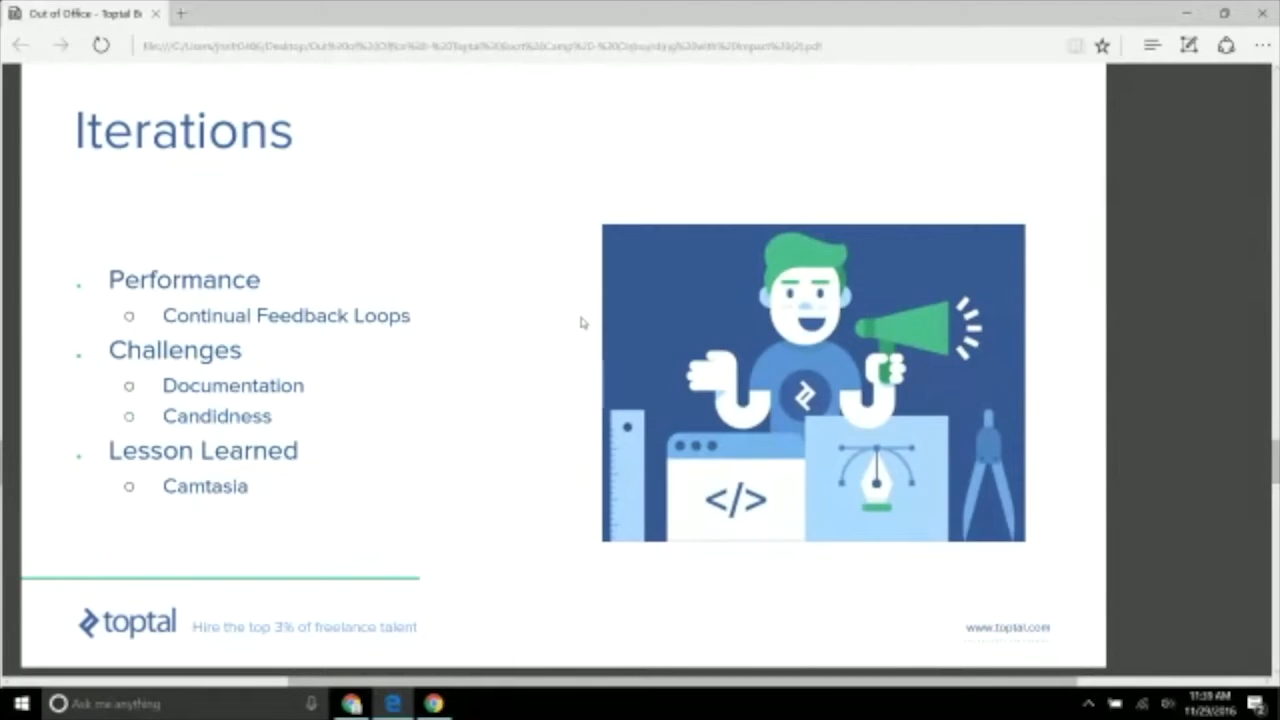 Out of Office - Toptal B
Iterations
Performance
Continual Feedback Loops
Challenges
Documentation
Candidness
Lesson Learned
Camtasia
</>
toptal
Hire the top 3% of freelance talent
www.toptal.com
Ask me anything
11:39 AM
11/29/2016